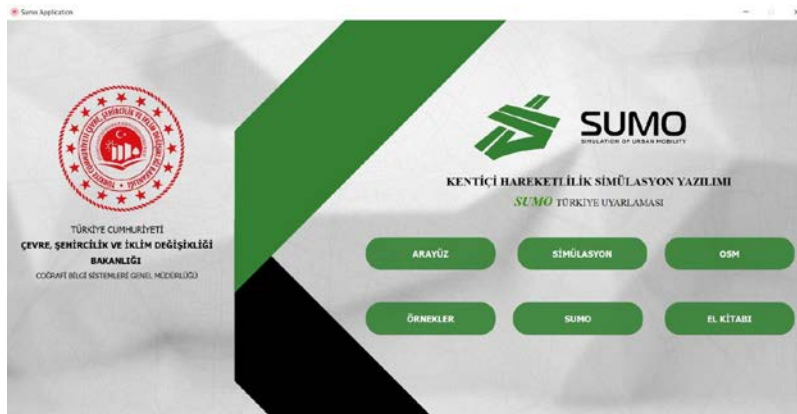 Sumo Application
TÜRKİYE CUMHURİYETİ
ÇEVRE, ŞEHİRCİLİK VE İKLİM DEĞİŞİKLİĞİ
BAKANLIĞI
COĞRAFİ BİLGİ SİSTEMLERİ GENEL MÜDÜRLÜĞÜ
SUMO
SIMULATION OF URBAN MOBILITY
KENTİÇİ HAREKETLİLİK SİMÜLASYON YAZILIMI
SUMO TÜRKİYE UYARLAMASI
ARAYÜZ
SİMÜLASYON
OSM
ÖRNEKLER
SUMO
EL KİTABI